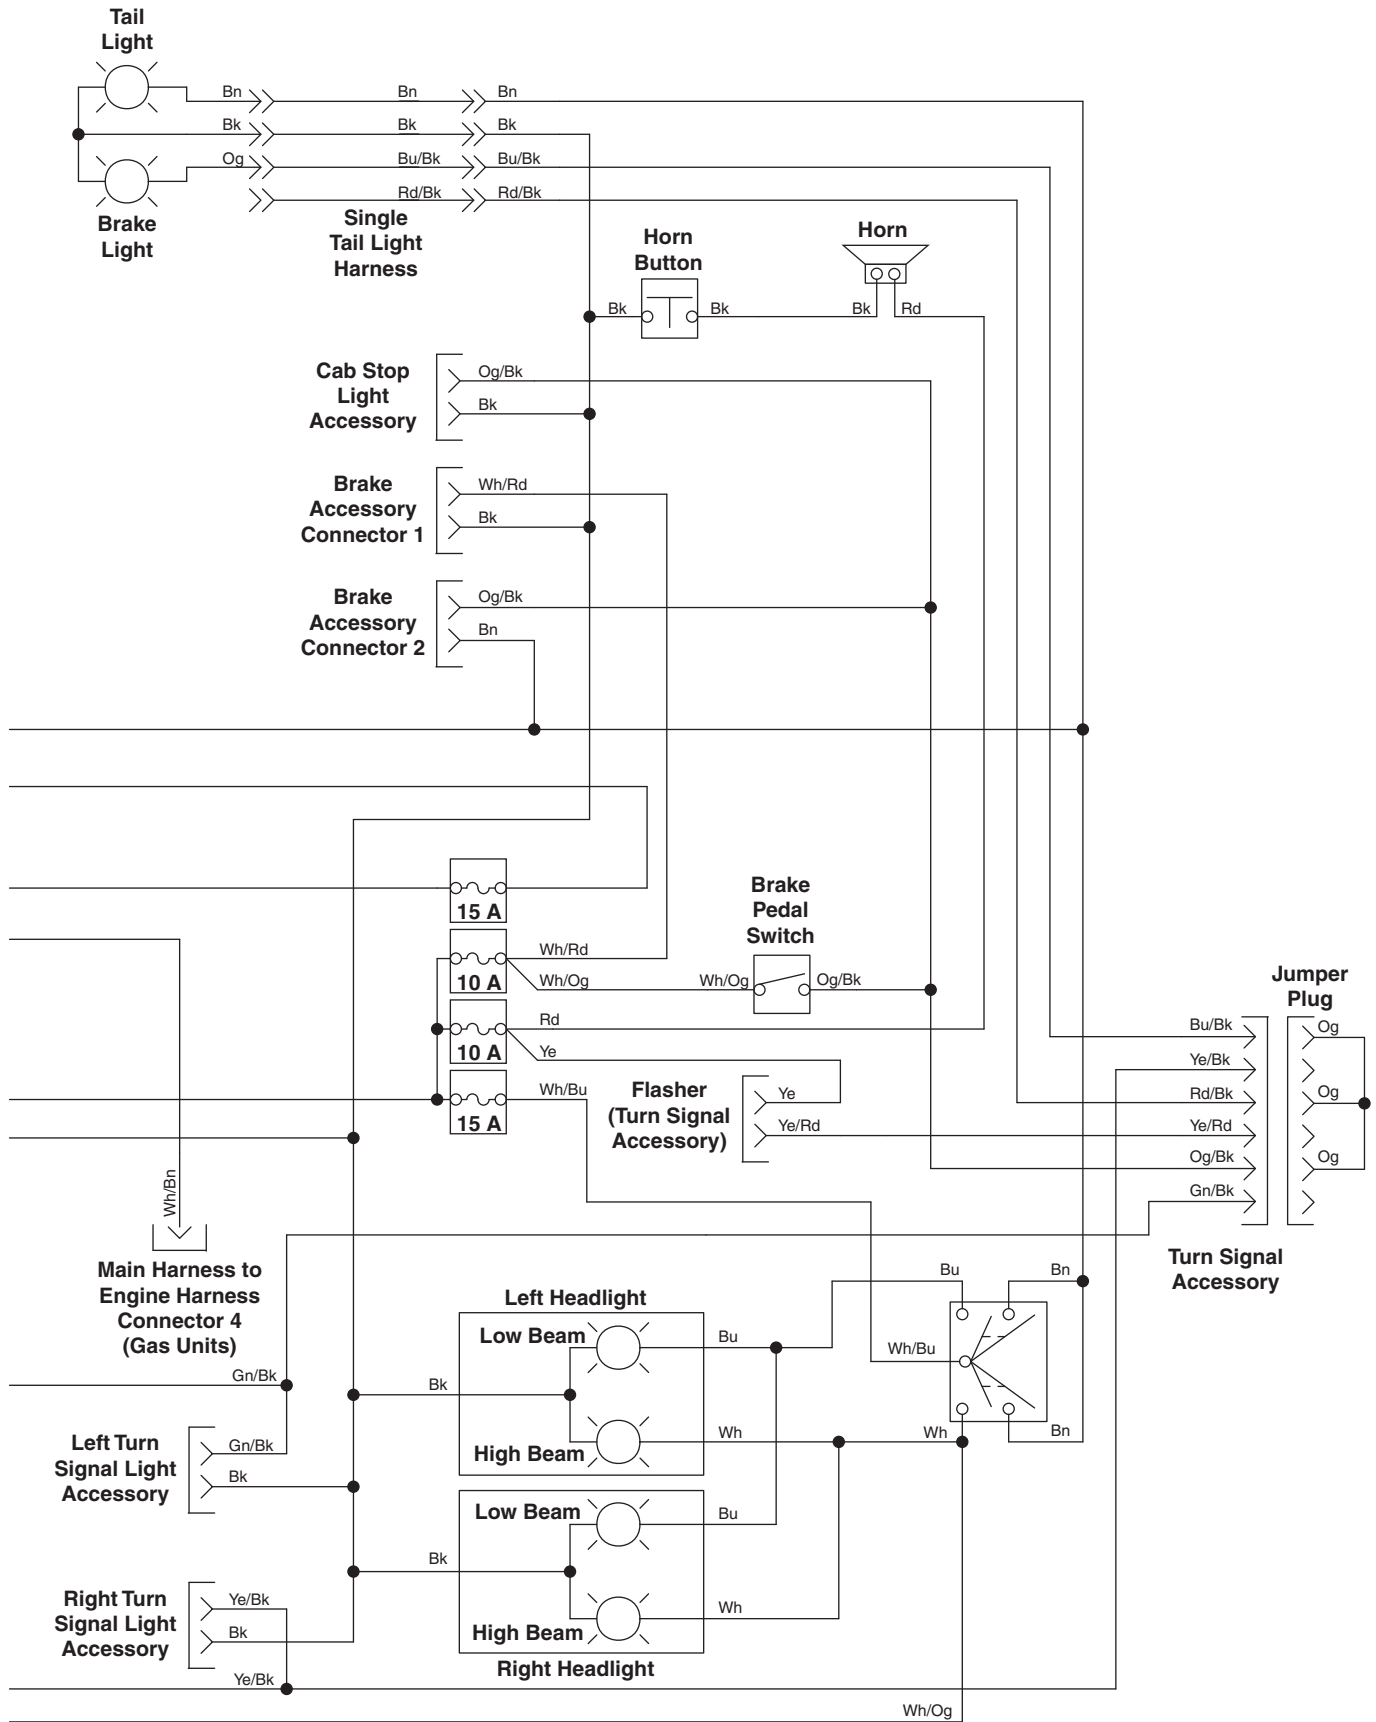 Tail
Light
Bn
Bn
Bn
Bk
Bk
Bk
Og
Bu/Bk
Bu/Bk
Rd/Bk
Rd/Bk
Brake
Light
Single
Tail Light
Harness
Horn
Button
Horn
Bk
Bk
Bk
Rd
Cab Stop
Light
Accessory
Og/Bk
Bk
Brake
Accessory
Connector 1
Wh/Rd
Bk
Brake
Accessory
Connector 2
Og/Bk
Bn
15 A
Brake
Pedal
Switch
10 A
Wh/Rd
Wh/Og
Wh/Og
Og/Bk
10 A
Rd
Ye
15 A
Wh/Bu
Flasher
(Turn Signal
Accessory)
Ye
Ye/Rd
Jumper
Plug
Bu/Bk
Og
Ye/Bk
Rd/Bk
Og
Ye/Rd
Og/Bk
Og
Gn/Bk
Turn Signal
Accessory
Wh/Bn
Main Harness to
Engine Harness
Connector 4
(Gas Units)
Left Headlight
Low Beam
Bu
Bu
Bn
Wh/Bu
Bk
High Beam
Wh
Wh
Bn
Gn/Bk
Left Turn
Signal Light
Accessory
Gn/Bk
Bk
Low Beam
Bu
Bk
High Beam
Wh
Right Headlight
Right Turn
Signal Light
Accessory
Ye/Bk
Bk
Ye/Bk
Wh/Og